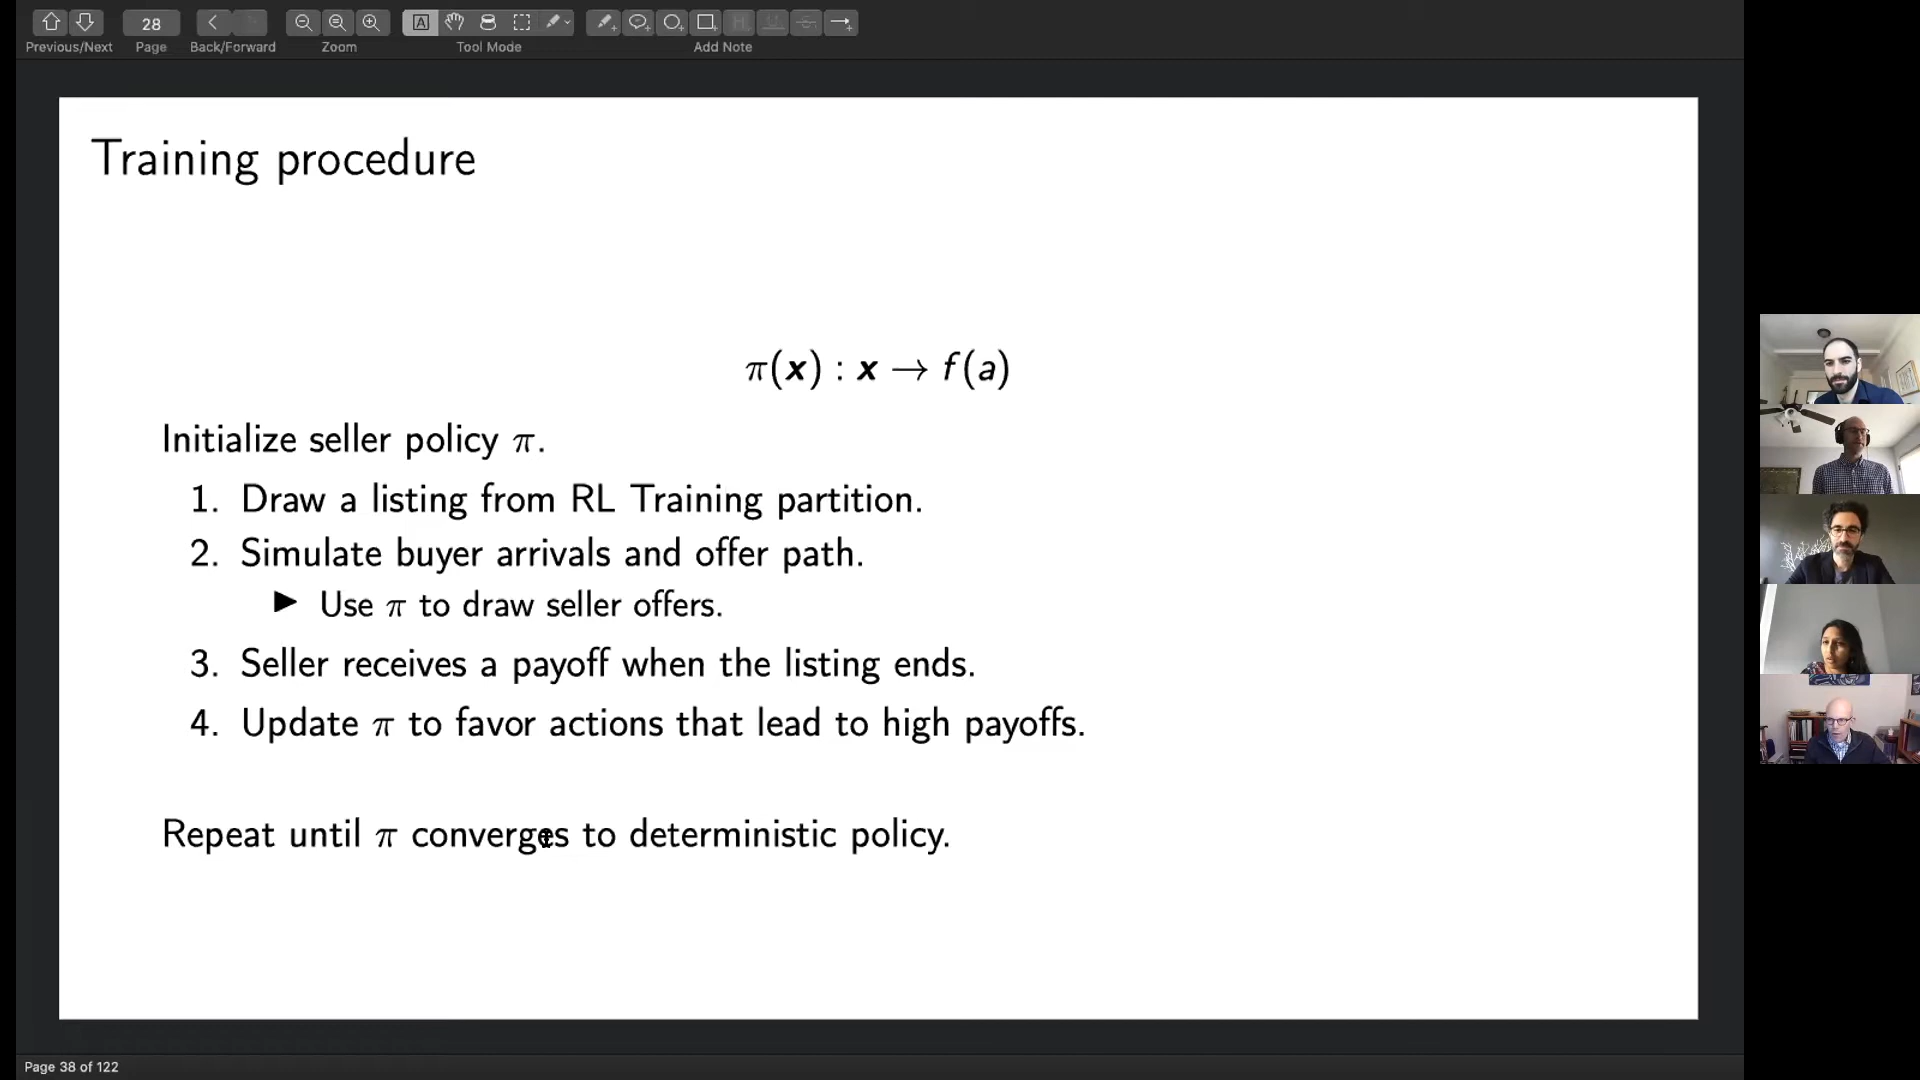 28
Previous/Next
Page
Back/Forward
Zoom
Tool Mode
Add Note
Training procedure
π(x) : x → f(a)
Initialize seller policy π.
1. Draw a listing from RL Training partition.
2. Simulate buyer arrivals and offer path.
▶ Use π to draw seller offers.
3. Seller receives a payoff when the listing ends.
4. Update π to favor actions that lead to high payoffs.
Repeat until π converges to deterministic policy.
Page 38 of 122